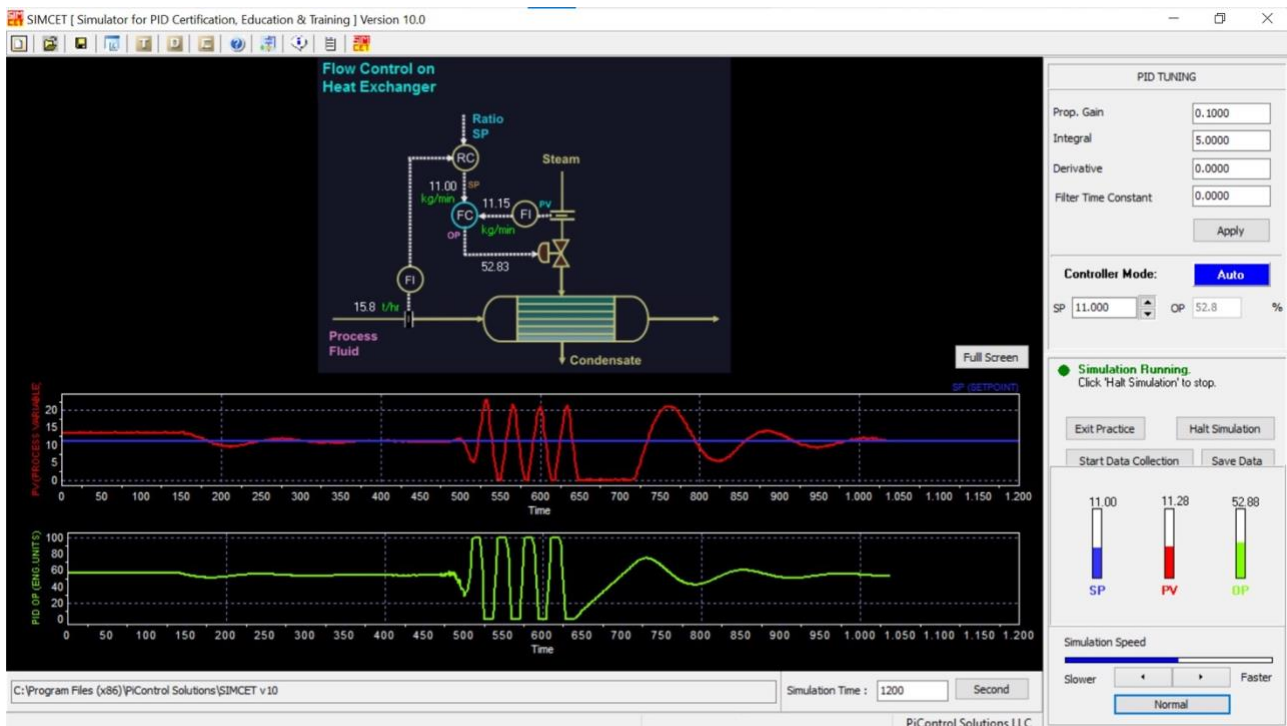 SIMCET [ Simulator for PID Certification, Education & Training ] Version 10.0
Flow Control on
Heat Exchanger
Ratio
SP
RC
Steam
11.00
SP
kg/min
11.15
PV
FC
FI
OP
kg/min
52.83
FI
15.8 t/hr
Process
Fluid
Condensate
Full Screen
PID TUNING
Prop. Gain 0.1000
Integral 5.0000
Derivative 0.0000
Filter Time Constant 0.0000
Apply
Controller Mode: Auto
SP 11.000 OP 52.8 %
Simulation Running.
Click 'Halt Simulation' to stop.
Exit Practice Halt Simulation
Start Data Collection Save Data
11.00 11.28 52.88
SP PV OP
Simulation Speed
Slower Faster
Normal
SP (SETPOINT)
PV(PROCESS VARIABLE)
20
15
10
5
0
0 50 100 150 200 250 300 350 400 450 500 550 600 650 700 750 800 850 900 950 1.000 1.050 1.100 1.150 1.200
Time
PID OP (ENG.UNITS)
100
80
60
40
20
0
0 50 100 150 200 250 300 350 400 450 500 550 600 650 700 750 800 850 900 950 1.000 1.050 1.100 1.150 1.200
Time
C:\Program Files (x86)\PiControl Solutions\SIMCET v10
Simulation Time : 1200 Second
PiControl Solutions LLC